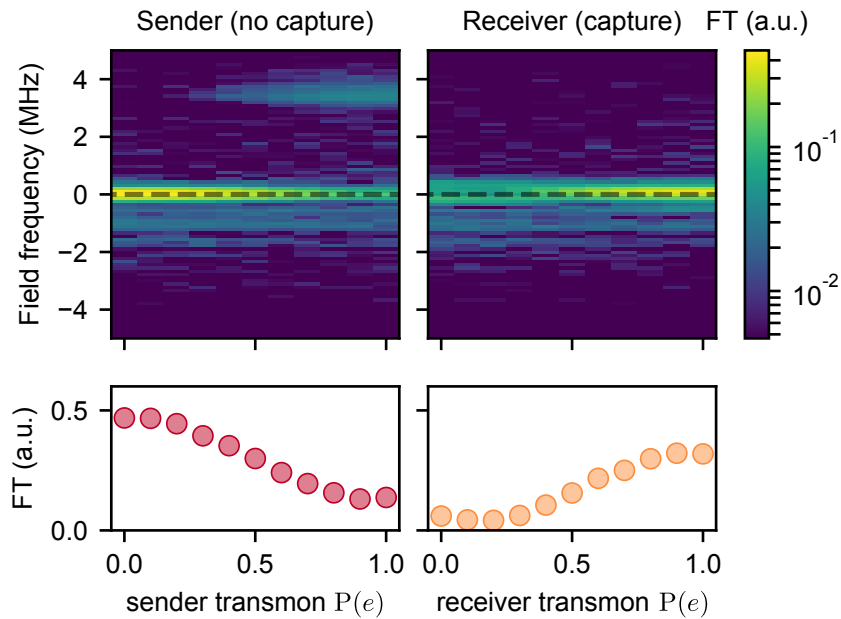 Sender (no capture)
Receiver (capture)
FT (a.u.)
Field frequency (MHz)
4
2
0
−2
−4
10-1
10-2
FT (a.u.)
0.5
0.0
0.0
0.5
1.0
0.0
0.5
1.0
sender transmon P(e)
receiver transmon P(e)